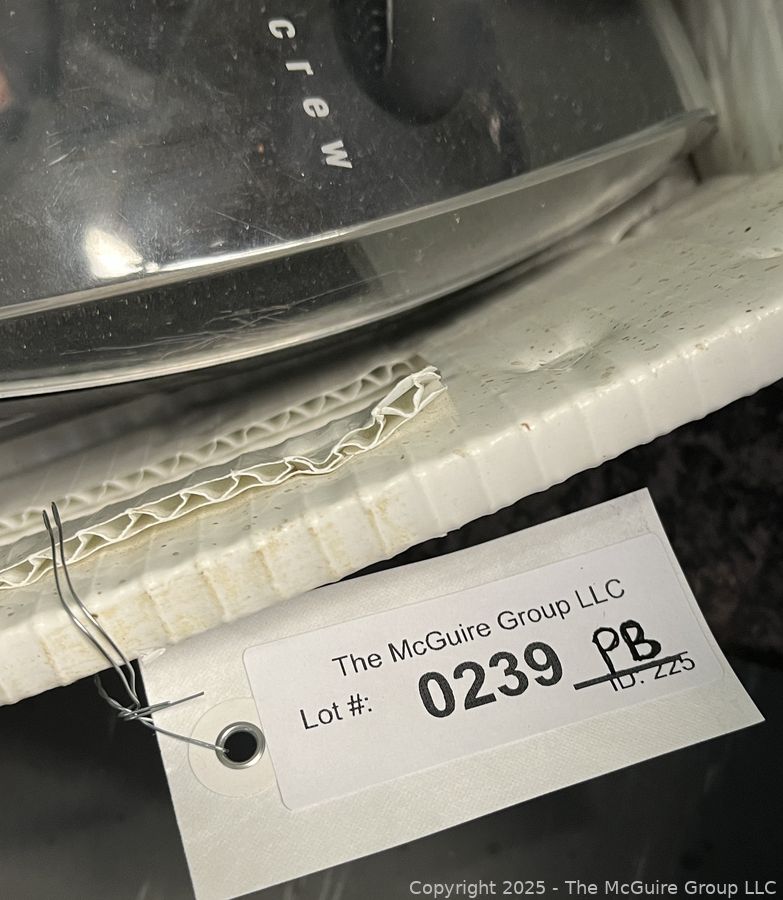 crew
The McGuire Group LLC
Lot #: 0239 PB
ID: 225
Copyright 2025 - The McGuire Group LLC